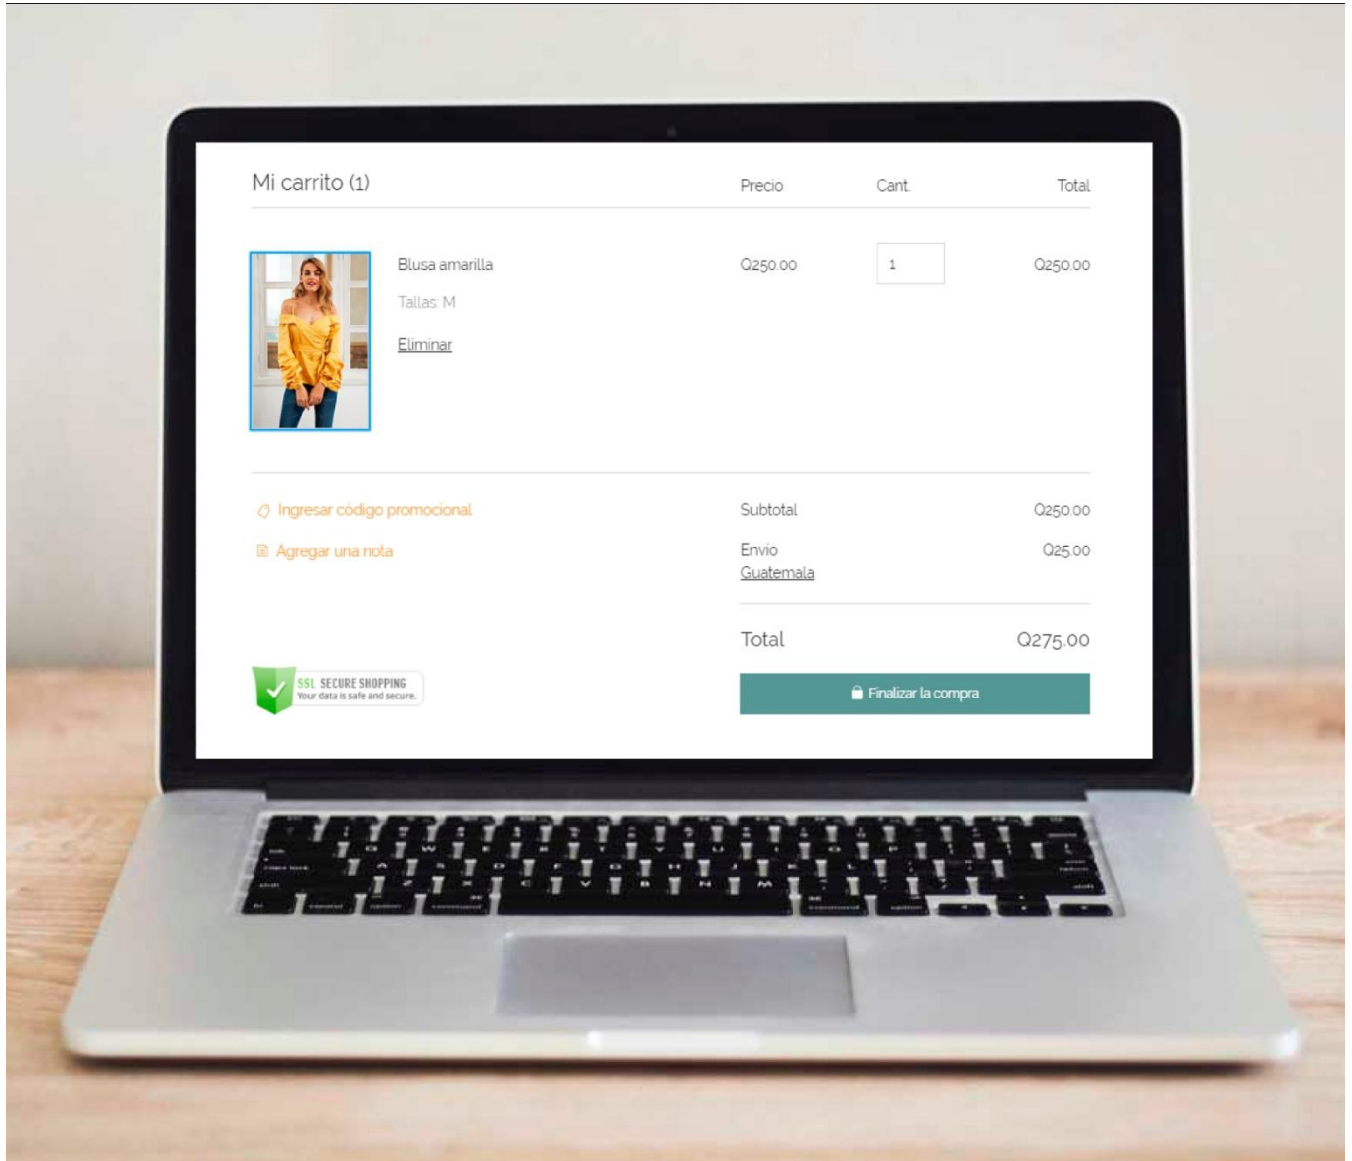 Mi carrito (1) Precio Cant. Total
Blusa amarilla Q250.00 1 Q250.00
Tallas: M
Eliminar
Ingresar código promocional Subtotal Q250.00
Agregar una nota Envío Q25.00
Guatemala
Total Q275.00
SSL SECURE SHOPPING
Your data is safe and secure.
Finalizar la compra